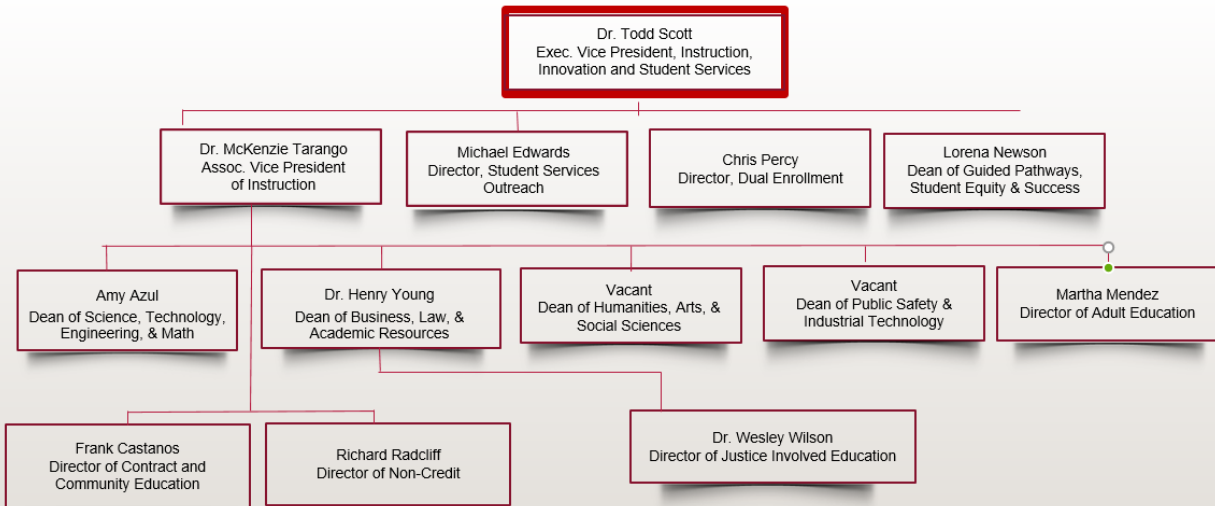 Dr. Todd Scott
Exec. Vice President, Instruction,
Innovation and Student Services
Dr. McKenzie Tarango
Assoc. Vice President
of Instruction
Michael Edwards
Director, Student Services
Outreach
Chris Percy
Director, Dual Enrollment
Lorena Newson
Dean of Guided Pathways,
Student Equity & Success
Amy Azul
Dean of Science, Technology,
Engineering, & Math
Dr. Henry Young
Dean of Business, Law, &
Academic Resources
Vacant
Dean of Humanities, Arts, &
Social Sciences
Vacant
Dean of Public Safety &
Industrial Technology
Martha Mendez
Director of Adult Education
Frank Castanos
Director of Contract and
Community Education
Richard Radcliff
Director of Non-Credit
Dr. Wesley Wilson
Director of Justice Involved Education